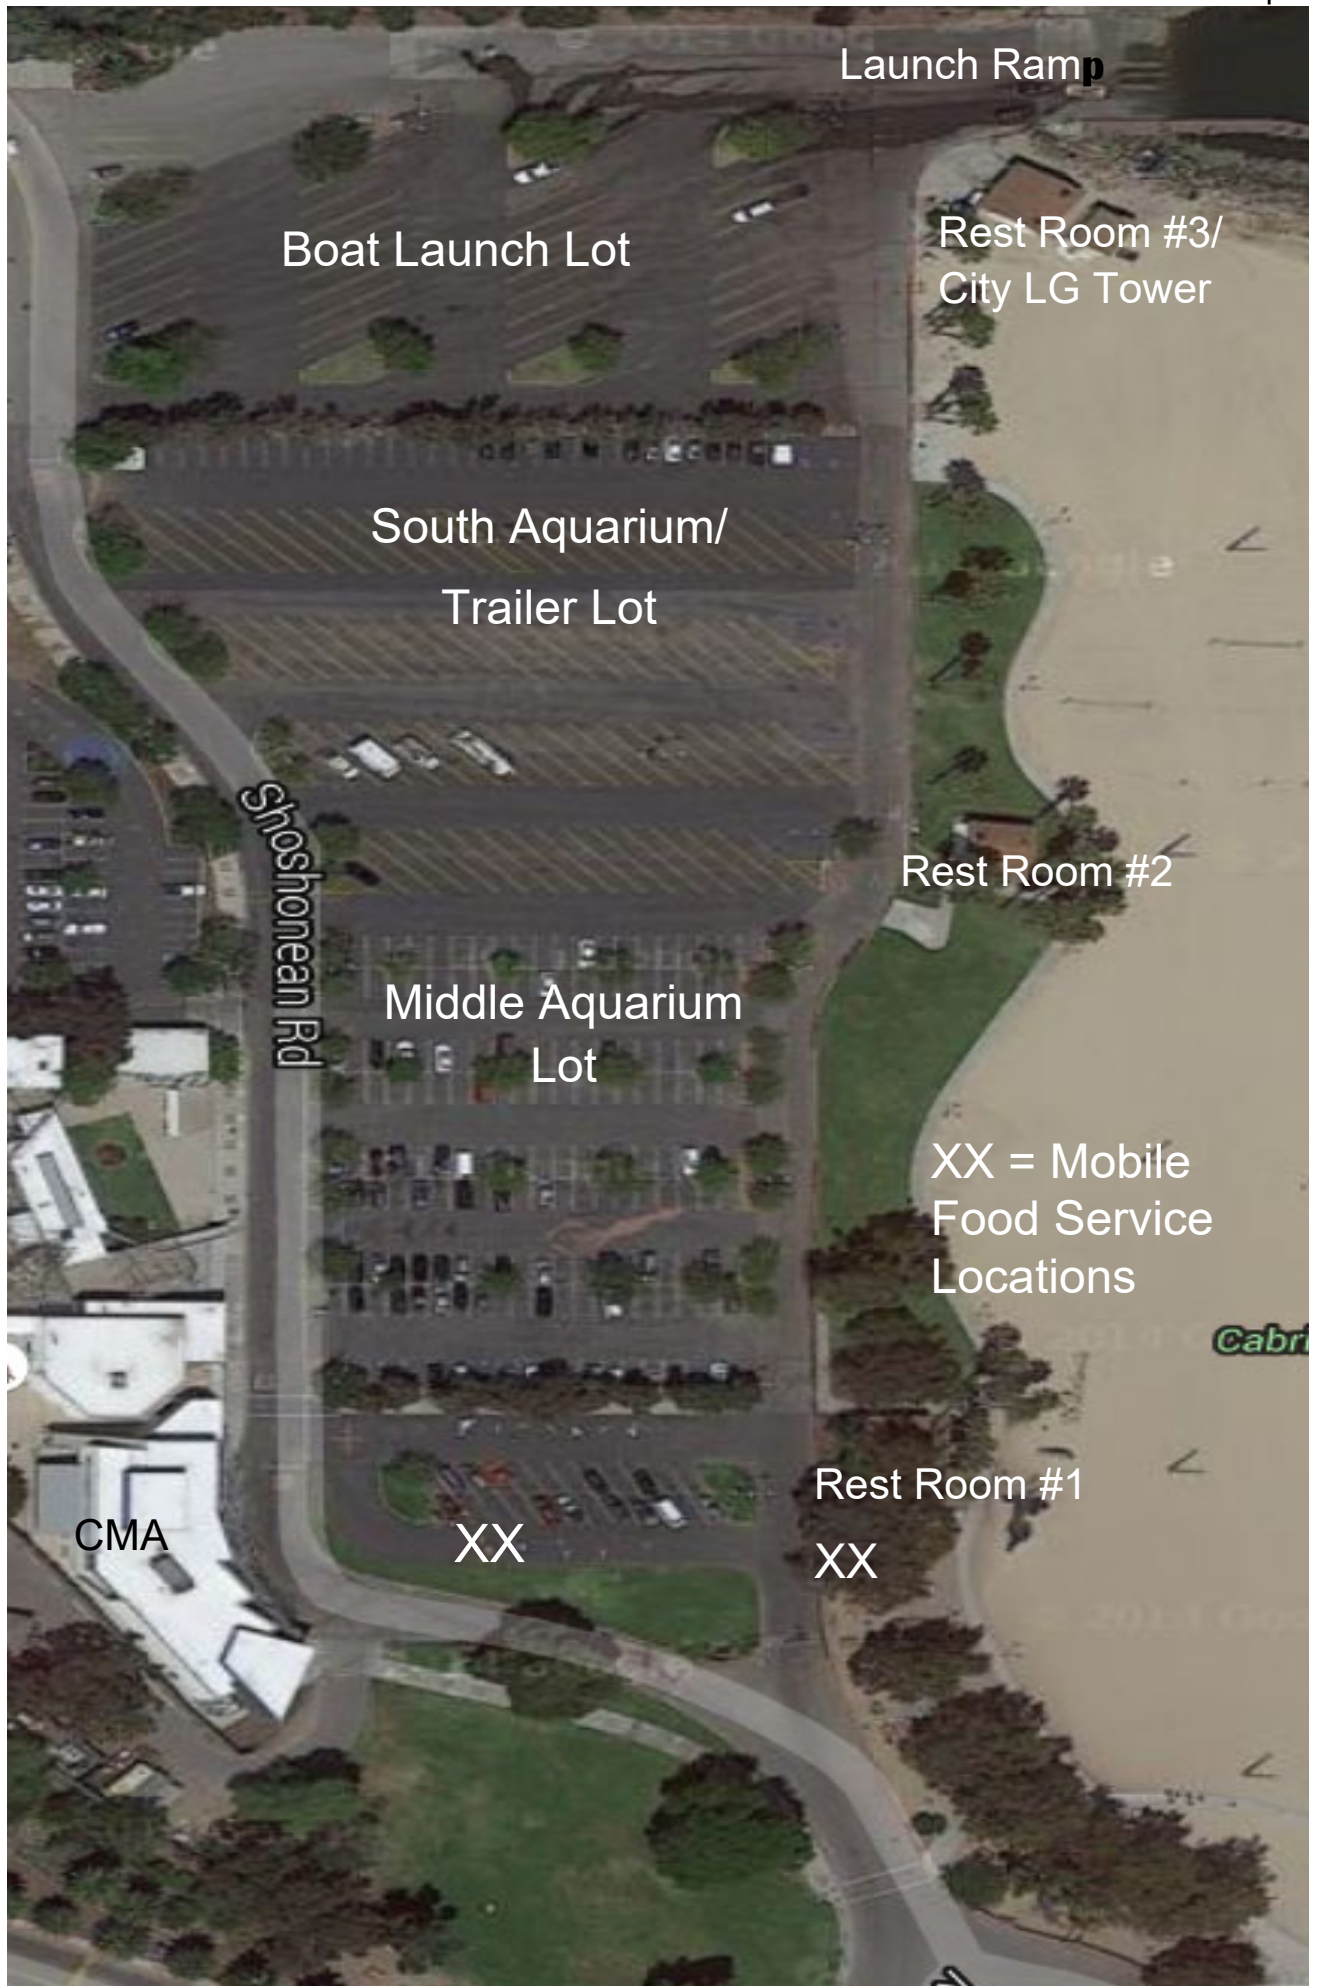 Launch Ramp
Boat Launch Lot
Rest Room #3/
City LG Tower
South Aquarium/
Trailer Lot
Shoshonean Rd
Rest Room #2
Middle Aquarium
Lot
XX = Mobile
Food Service
Locations
Cabri
Rest Room #1
CMA
XX
XX